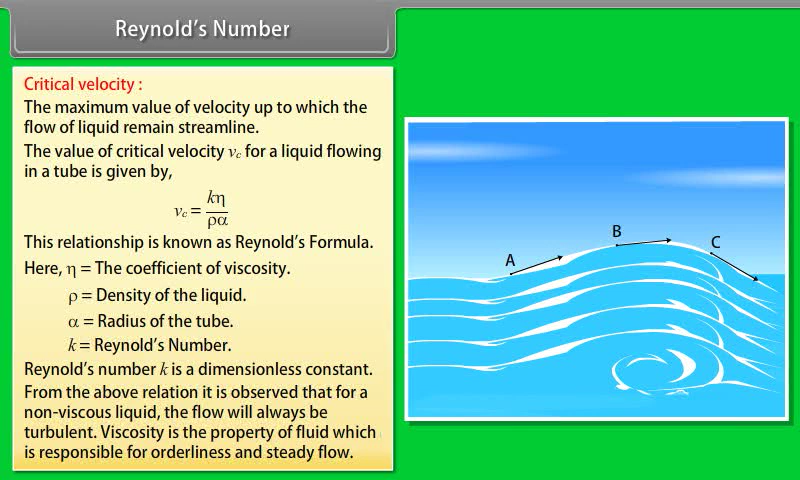 Reynold's Number
Critical velocity :
The maximum value of velocity up to which the
flow of liquid remain streamline.
The value of critical velocity vc for a liquid flowing
in a tube is given by,
vc = kη/ρα
This relationship is known as Reynold's Formula.
Here, η = The coefficient of viscosity.
ρ = Density of the liquid.
α = Radius of the tube.
k = Reynold's Number.
Reynold's number k is a dimensionless constant.
From the above relation it is observed that for a
non-viscous liquid, the flow will always be
turbulent. Viscosity is the property of fluid which
is responsible for orderliness and steady flow.
A
B
C